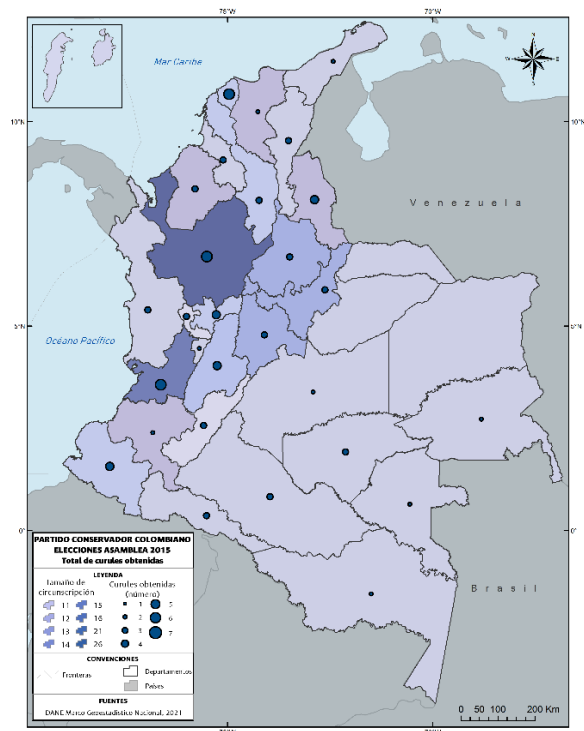 76°W 70°W
Mar Caribe
10°N 10°N
Venezuela
5°N 5°N
Océano Pacífico
0° 0°
Brasil
PARTIDO CONSERVADOR COLOMBIANO
ELECCIONES ASAMBLEA 2015
Total de curules obtenidas
LEYENDA
Tamaño de circunscripción
11 15
12 16
13 21
14 26
Curules obtenidas (número)
1 5
2 6
3 7
4
CONVENCIONES
Fronteras
Departamentos
Países
FUENTES
DANE Marco Geoestadístico Nacional, 2021
0 50 100 200 Km